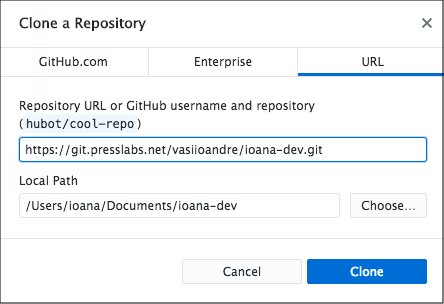 Clone a Repository
GitHub.com
Enterprise
URL
Repository URL or GitHub username and repository
(hubot/cool-repo)
https://git.presslabs.net/vasiioandre/ioana-dev.git
Local Path
/Users/ioana/Documents/ioana-dev
Choose...
Cancel
Clone